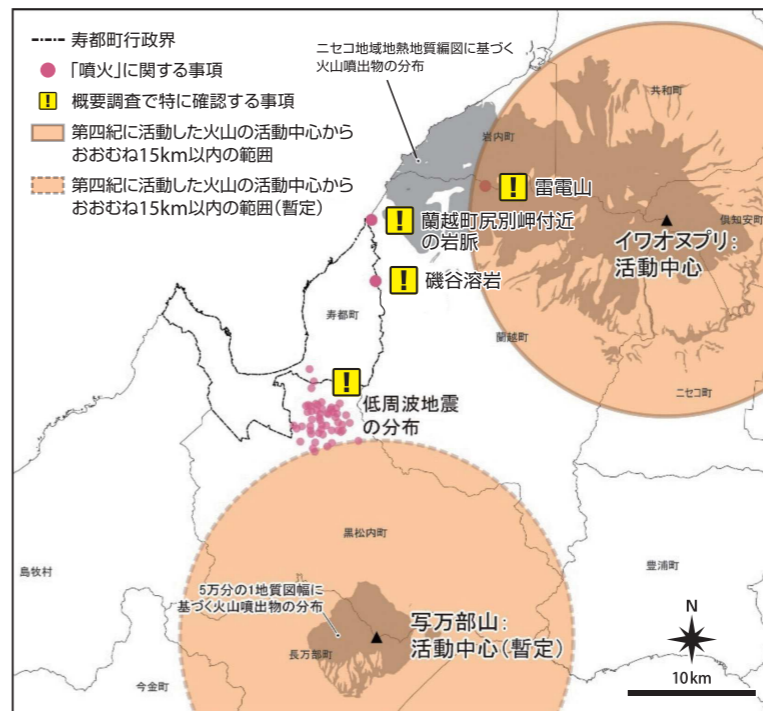 寿都町行政界
「噴火」に関する事項
概要調査で特に確認する事項
第四紀に活動した火山の活動中心から
おおむね15km以内の範囲
第四紀に活動した火山の活動中心から
おおむね15km以内の範囲(暫定)
ニセコ地域地熱地質編図に基づく
火山噴出物の分布
共和町
岩内町
雷電山
倶知安町
蘭越町尻別岬付近
の岩脈
イワオヌプリ:
活動中心
磯谷溶岩
寿都町
蘭越町
ニセコ町
低周波地震
の分布
黒松内町
島牧村
豊浦町
5万分の1地質図幅に
基づく火山噴出物の分布
写万部山:
活動中心(暫定)
長万部町
今金町
N
10km